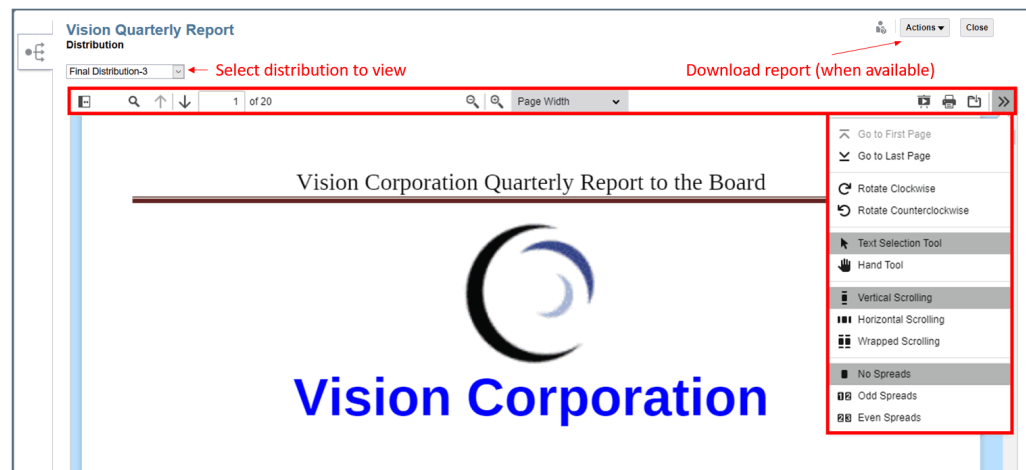 Vision Quarterly Report
Distribution
Actions
Close
Final Distribution-3
Select distribution to view
Download report (when available)
1 of 20
Page Width
Go to First Page
Go to Last Page
Rotate Clockwise
Rotate Counterclockwise
Text Selection Tool
Hand Tool
Vertical Scrolling
Horizontal Scrolling
Wrapped Scrolling
No Spreads
Odd Spreads
Even Spreads
Vision Corporation Quarterly Report to the Board
Vision Corporation